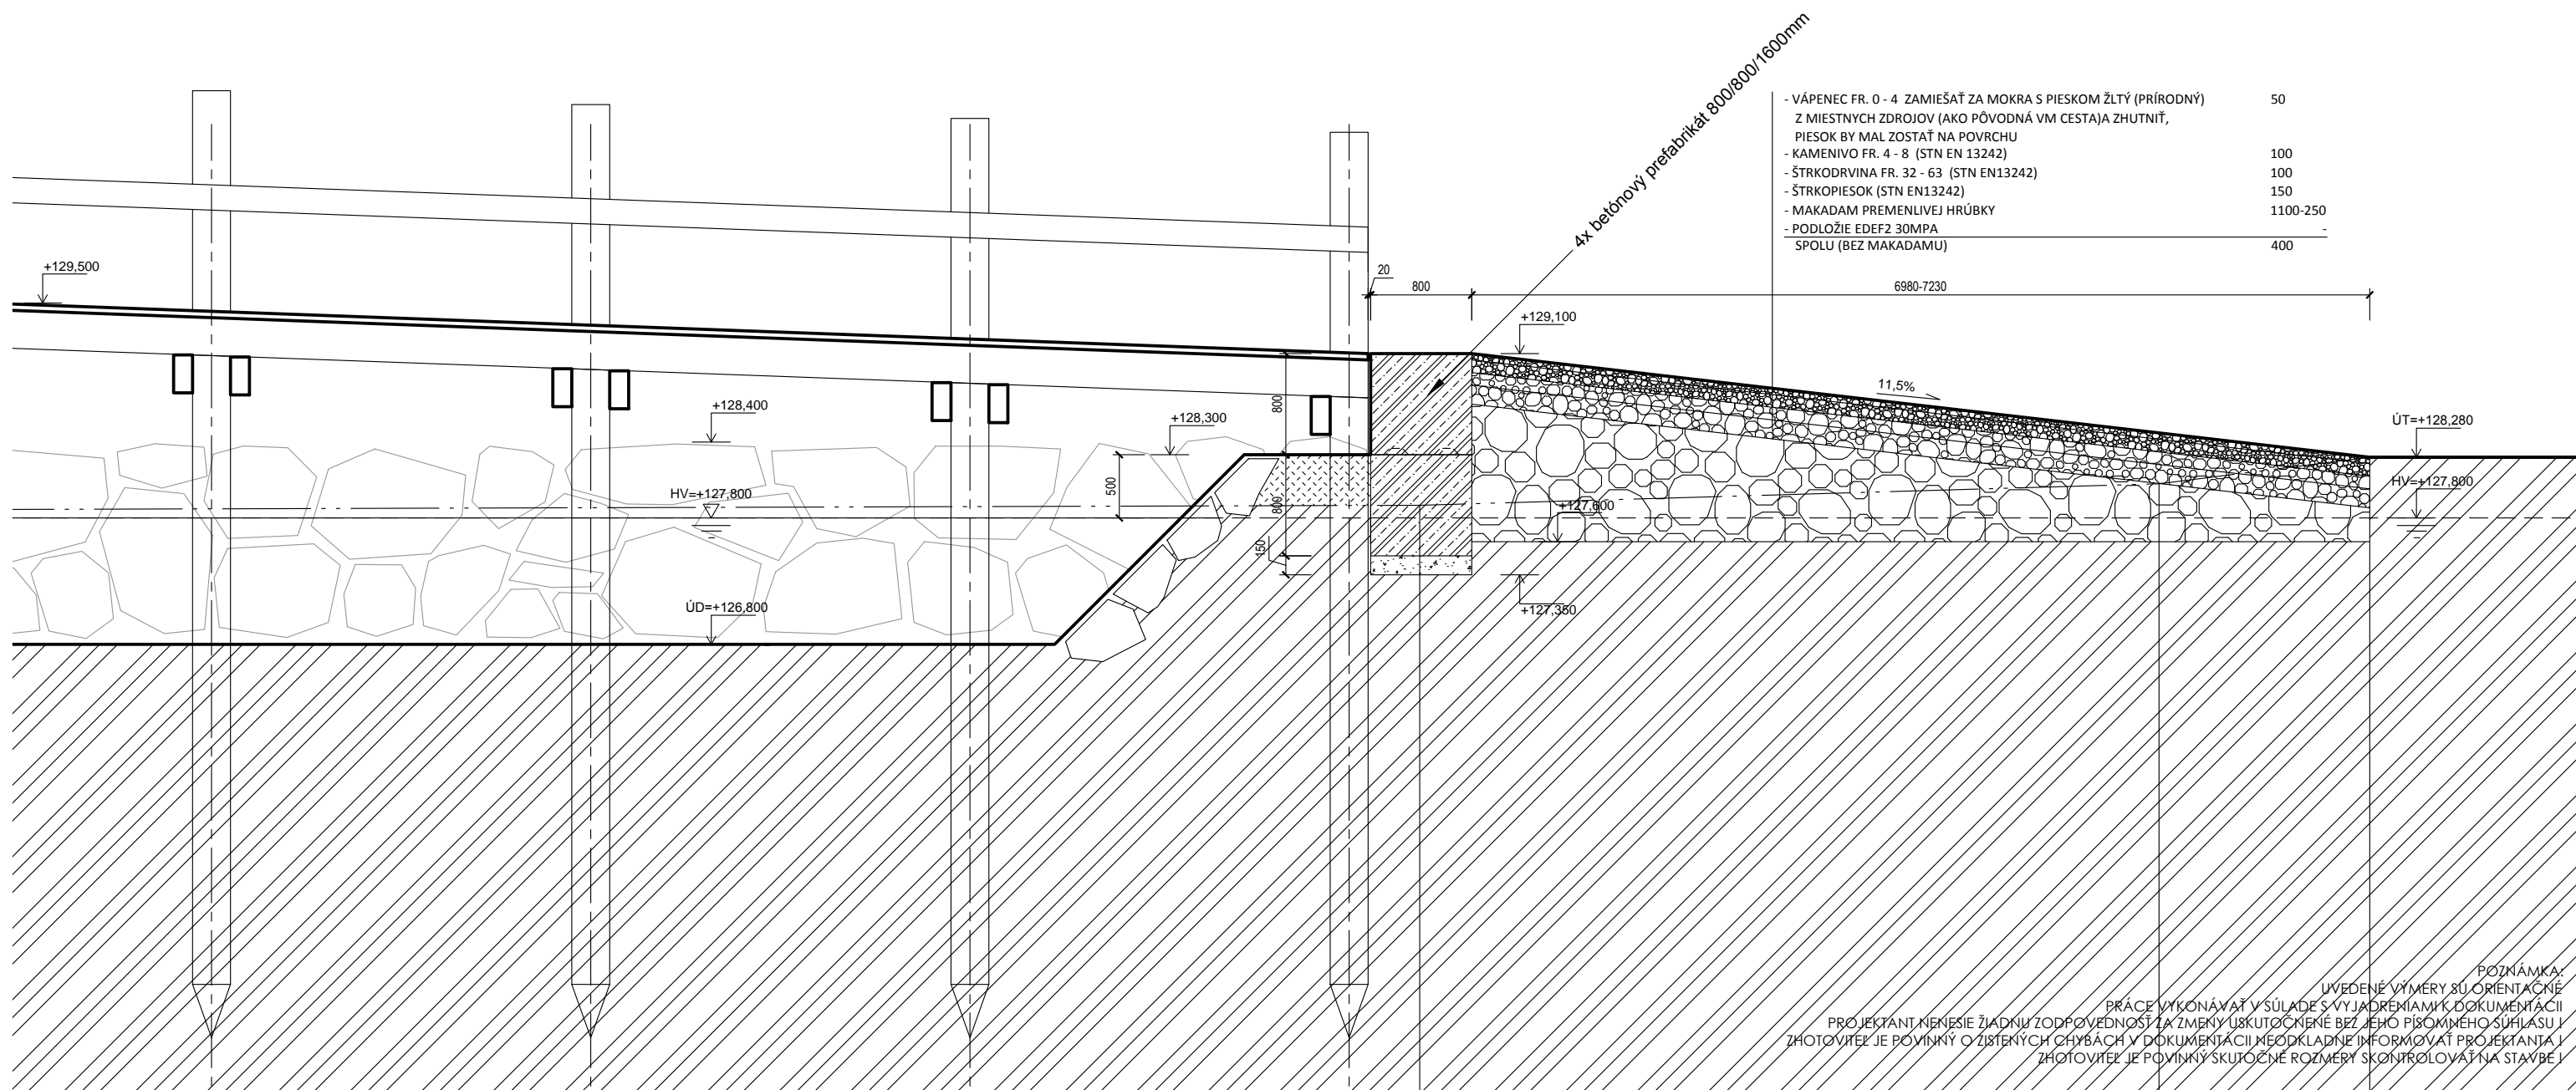 4x betónový prefabrikát 800/800/1600mm
- VÁPENEC FR. 0 - 4 ZAMIEŠAŤ ZA MOKRA S PIESKOM ŽLTÝ (PRÍRODNÝ) 50
Z MIESTNYCH ZDROJOV (AKO PÔVODNÁ VM CESTA)A ZHUTNIŤ,
PIESOK BY MAL ZOSTAŤ NA POVRCHU
- KAMENIVO FR. 4 - 8 (STN EN 13242) 100
- ŠTRKODRVINA FR. 32 - 63 (STN EN13242) 100
- ŠTRKOPIESOK (STN EN13242) 150
- MAKADAM PREMENLIVEJ HRÚBKY 1100-250
- PODLOŽIE EDEF2 30MPA -
SPOLU (BEZ MAKADAMU) 400
+129,500
20
800
6980-7230
+129,100
11,5%
800
+128,400
+128,300
ÚT=+128,280
500
HV=+127,800
HV=+127,800
800
+127,600
150
ÚD=+126,800
+127,350
POZNÁMKA:
UVEDENÉ VÝMERY SÚ ORIENTAČNÉ
PRÁCE VYKONÁVAŤ V SÚLADE S VYJADRENIAMI K DOKUMENTÁCII
PROJEKTANT NENESIE ŽIADNU ZODPOVEDNOSŤ ZA ZMENY USKUTOČNENÉ BEZ JEHO PÍSOMNÉHO SÚHLASU !
ZHOTOVITEĽ JE POVINNÝ O ZISTENÝCH CHYBÁCH V DOKUMENTÁCII NEODKLADNE INFORMOVAŤ PROJEKTANTA !
ZHOTOVITEĽ JE POVINNÝ SKUTOČNÉ ROZMERY SKONTROLOVAŤ NA STAVBE !